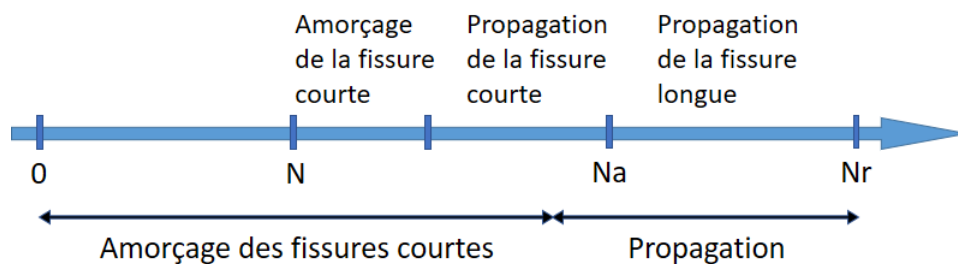 Amorçage
de la fissure
courte
Propagation
de la fissure
courte
Propagation
de la fissure
longue
0
N
Na
Nr
Amorçage des fissures courtes
Propagation